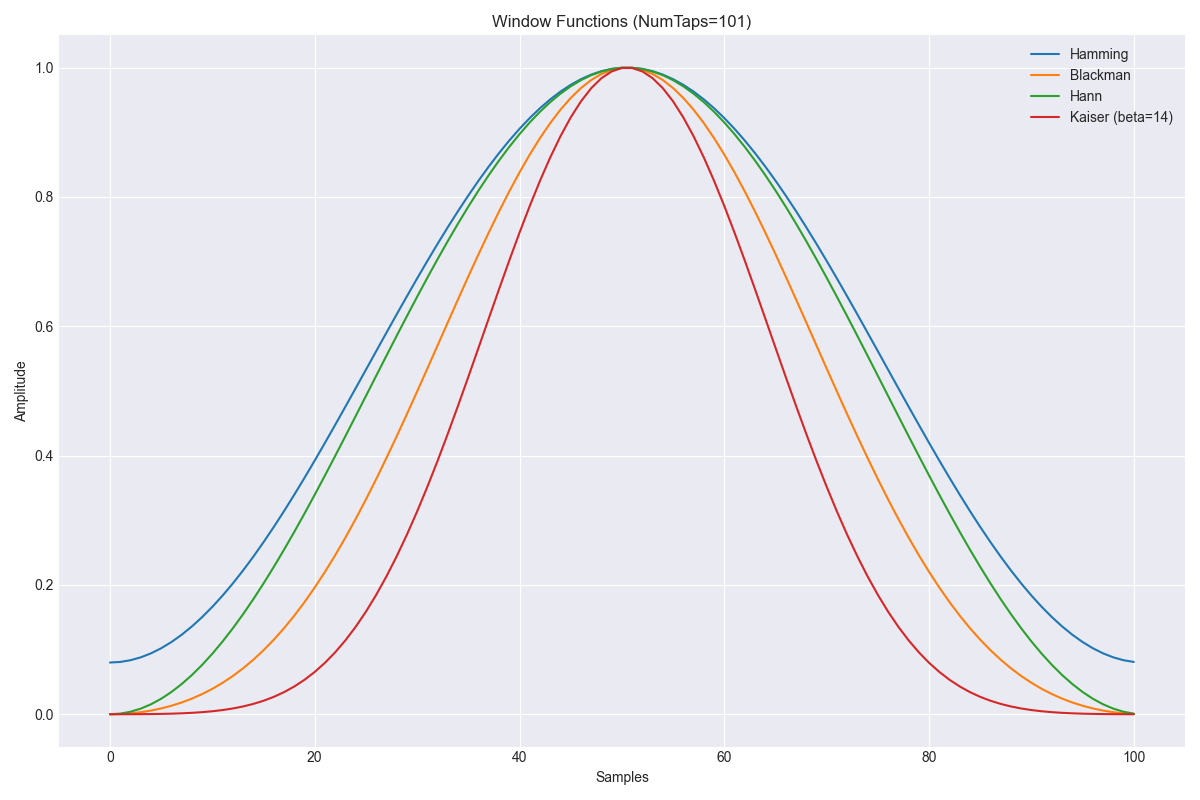 Window Functions (NumTaps=101)
Hamming
Blackman
Hann
Kaiser (beta=14)
1.0
0.8
0.6
0.4
0.2
0.0
Amplitude
0 20 40 60 80 100
Samples